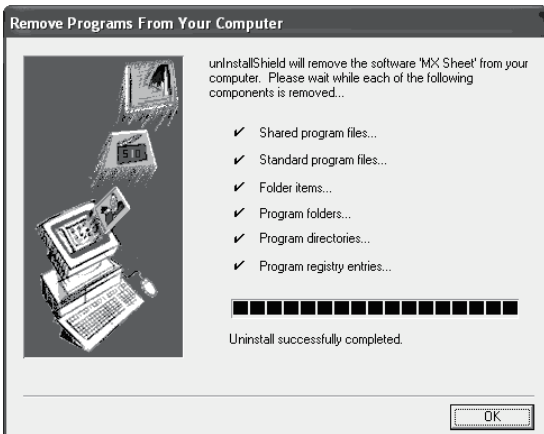 Remove Programs From Your Computer
unInstallShield will remove the software 'MX Sheet' from your
computer. Please wait while each of the following
components is removed...
✔ Shared program files...
✔ Standard program files...
✔ Folder items...
✔ Program folders...
✔ Program directories...
✔ Program registry entries...
Uninstall successfully completed.
OK